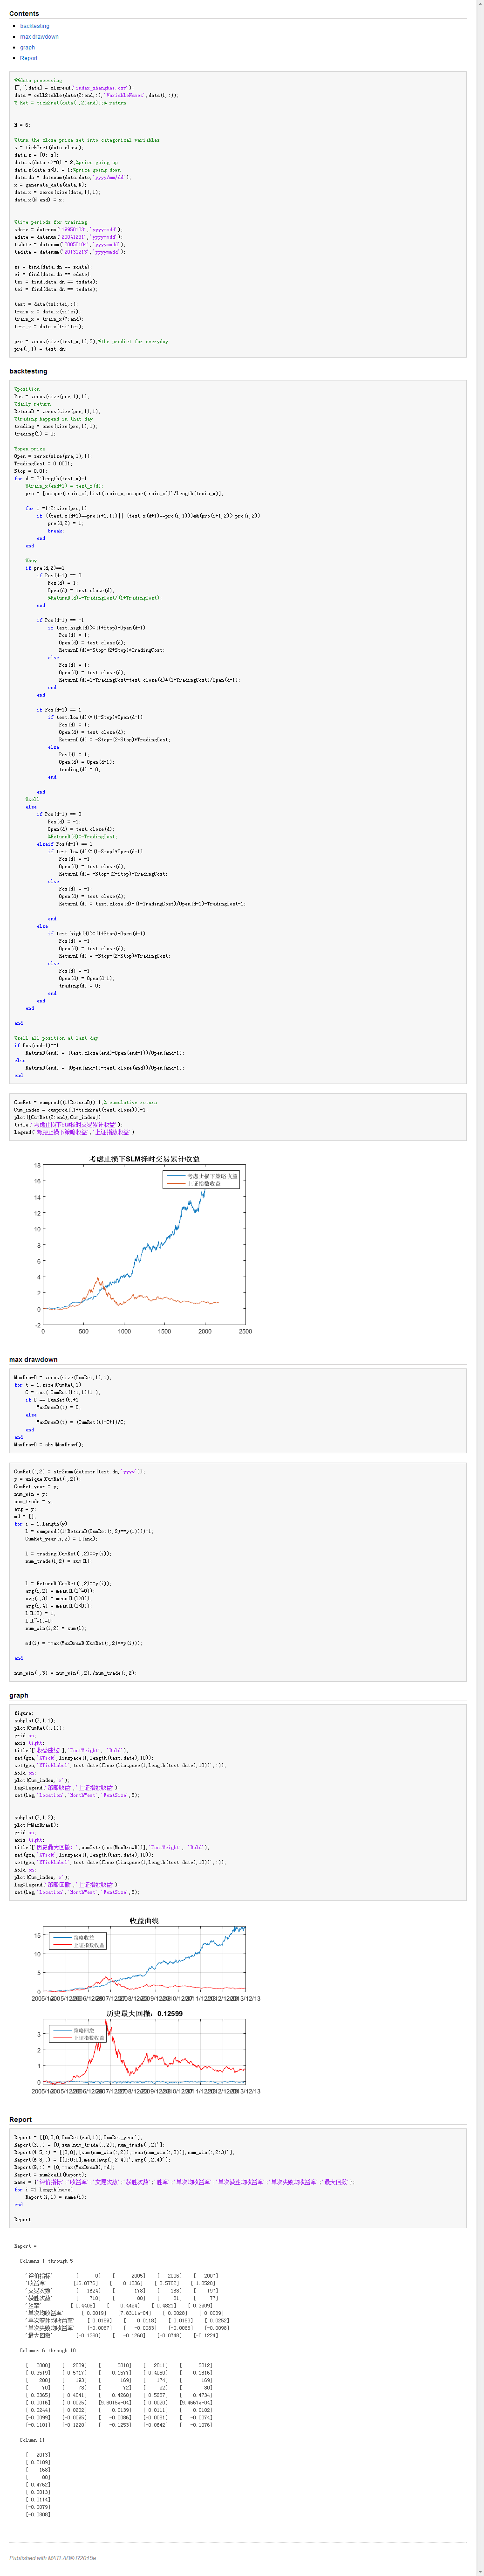 Contents
backtesting
max drawdown
graph
Report
%%data processing
[~,~,data] = xlsread('index_shanghai.csv');
data = cell2table(data(2:end,:),'VariableNames',data(1,:));
% Ret = tick2ret(data(:,2:end));% return
N = 6;
%turn the close price set into categorical variables
s = tick2ret(data.close);
data.s = [0; s];
data.s(data.s>=0) = 2;%price going up
data.s(data.s<0) = 1;%price going down
data.dn = datenum(data.date,'yyyy/mm/dd');
x = generate_data(data,N);
data.x = zeros(size(data,1),1);
data.x(N:end) = x;
%time periods for training
sdate = datenum('19950103','yyyymmdd');
edate = datenum('20041231','yyyymmdd');
tsdate = datenum('20050104','yyyymmdd');
tedate = datenum('20131213','yyyymmdd');
si = find(data.dn == sdate);
ei = find(data.dn == edate);
tsi = find(data.dn == tsdate);
tei = find(data.dn == tedate);
test = data(tsi:tei,:);
train_x = data.x(si:ei);
train_x = train_x(7:end);
test_x = data.x(tsi:tei);
pre = zeros(size(test_x,1),2);%the predict for everyday
pre(:,1) = test.dn;
backtesting
%position
Pos = zeros(size(pre,1),1);
%daily return
ReturnD = zeros(size(pre,1),1);
%trading happend in that day
trading = ones(size(pre,1),1);
trading(1) = 0;
%open price
Open = zeros(size(pre,1),1);
TradingCost = 0.0001;
Stop = 0.01;
for d = 2:length(test_x)-1
%train_x(end+1) = test_x(d);
pro = [unique(train_x),hist(train_x,unique(train_x))'/length(train_x)];
for i =1:2:size(pro,1)
if ((test.x(d+1)==pro(i+1,1))|| (test.x(d+1)==pro(i,1)))&&(pro(i+1,2)> pro(i,2))
pre(d,2) = 1;
break;
end
end
%buy
if pre(d,2)==1
if Pos(d-1) == 0
Pos(d) = 1;
Open(d) = test.close(d);
%ReturnD(d)=-TradingCost/(1+TradingCost);
end
if Pos(d-1) == -1
if test.high(d)>=(1+Stop)*Open(d-1)
Pos(d) = 1;
Open(d) = test.close(d);
ReturnD(d)=-Stop-(2+Stop)*TradingCost;
else
Pos(d) = 1;
Open(d) = test.close(d);
ReturnD(d)=1-TradingCost-test.close(d)*(1+TradingCost)/Open(d-1);
end
end
if Pos(d-1) == 1
if test.low(d)<=(1-Stop)*Open(d-1)
Pos(d) = 1;
Open(d) = test.close(d);
ReturnD(d) = -Stop-(2-Stop)*TradingCost;
else
Pos(d) = 1;
Open(d) = Open(d-1);
trading(d) = 0;
end
end
%sell
else
if Pos(d-1) == 0
Pos(d) = -1;
Open(d) = test.close(d);
%ReturnD(d)=-TradingCost;
elseif Pos(d-1) == 1
if test.low(d)<=(1-Stop)*Open(d-1)
Pos(d) = -1;
Open(d) = test.close(d);
ReturnD(d)= -Stop-(2-Stop)*TradingCost;
else
Pos(d) = -1;
Open(d) = test.close(d);
ReturnD(d) = test.close(d)*(1-TradingCost)/Open(d-1)-TradingCost-1;
end
else
if test.high(d)>=(1+Stop)*Open(d-1)
Pos(d) = -1;
Open(d) = test.close(d);
ReturnD(d) = -Stop-(2+Stop)*TradingCost;
else
Pos(d) = -1;
Open(d) = Open(d-1);
trading(d) = 0;
end
end
end
end
%sell all position at last day
if Pos(end-1)==1
ReturnD(end) = (test.close(end)-Open(end-1))/Open(end-1);
else
ReturnD(end) = (Open(end-1)-test.close(end))/Open(end-1);
end
CumRet = cumprod((1+ReturnD))-1;% cumulative return
Cum_index = cumprod((1+tick2ret(test.close)))-1;
plot([CumRet(2:end),Cum_index])
title('考虑止损下SLM择时交易累计收益');
legend('考虑止损下策略收益','上证指数收益')
考虑止损下SLM择时交易累计收益
考虑止损下策略收益
上证指数收益
18
16
14
12
10
8
6
4
2
0
-2
0 500 1000 1500 2000 2500
max drawdown
MaxDrawD = zeros(size(CumRet,1),1);
for t = 1:size(CumRet,1)
C = max( CumRet(1:t,1)+1 );
if C == CumRet(t)+1
MaxDrawD(t) = 0;
else
MaxDrawD(t) = (CumRet(t)-C+1)/C;
end
end
MaxDrawD = abs(MaxDrawD);
CumRet(:,2) = str2num(datestr(test.dn,'yyyy'));
y = unique(CumRet(:,2));
CumRet_year = y;
num_win = y;
num_trade = y;
avg = y;
md = [];
for i = 1:length(y)
l = cumprod((1+ReturnD(CumRet(:,2)==y(i))))-1;
CumRet_year(i,2) = l(end);
l = trading(CumRet(:,2)==y(i));
num_trade(i,2) = sum(l);
l = ReturnD(CumRet(:,2)==y(i));
avg(i,2) = mean(l(l~=0));
avg(i,3) = mean(l(l>0));
avg(i,4) = mean(l(l<0));
l(l>0) = 1;
l(l~=1)=0;
num_win(i,2) = sum(l);
md(i) = -max(MaxDrawD(CumRet(:,2)==y(i)));
end
num_win(:,3) = num_win(:,2)./num_trade(:,2);
graph
figure;
subplot(2,1,1);
plot(CumRet(:,1));
grid on;
axis tight;
title(['收益曲线'],'FontWeight', 'Bold');
set(gca,'XTick',linspace(1,length(test.date),10));
set(gca,'XTickLabel',test.date(floor(linspace(1,length(test.date),10))',:));
hold on;
plot(Cum_index,'r');
leg=legend('策略收益','上证指数收益');
set(leg,'location','NorthWest','FontSize',8);
subplot(2,1,2);
plot(-MaxDrawD);
grid on;
axis tight;
title(['历史最大回撤：',num2str(max(MaxDrawD))],'FontWeight', 'Bold');
set(gca,'XTick',linspace(1,length(test.date),10));
set(gca,'XTickLabel',test.date(floor(linspace(1,length(test.date),10))',:));
hold on;
plot(Cum_index,'r');
leg=legend('策略回撤','上证指数收益');
set(leg,'location','NorthWest','FontSize',8);
收益曲线
策略收益
上证指数收益
15
10
5
0
历史最大回撤：0.12599
策略回撤
上证指数收益
3
2
1
0
Report
Report = [[0;0:0,CumRet(end,1)],CumRet_year'];
Report(3,:) = [0,sum(num_trade(:,2)),num_trade(:,2)'];
Report(4:5,:) = [[0;0],[sum(num_win(:,2));mean(num_win(:,3))],num_win(:,2:3)'];
Report(6:8,:) = [[0;0;0],mean(avg(:,2:4))',avg(:,2:4)'];
Report(9,:) = [0,-max(MaxDrawD),md];
Report = num2cell(Report);
name = {'评价指标';'收益率';'交易次数';'获胜次数';'胜率';'单次均收益率';'单次获胜均收益率';'单次失败均收益率';'最大回撤'};
for i =1:length(name)
Report(i,1) = name(i);
end
Report
Report =
Columns 1 through 5
'评价指标' [ 0] [ 2005] [ 2006] [ 2007]
'收益率' [16.8776] [ 0.1336] [ 0.5702] [ 1.0528]
'交易次数' [ 1624] [ 178] [ 168] [ 197]
'获胜次数' [ 710] [ 80] [ 81] [ 77]
'胜率' [ 0.4408] [ 0.4494] [ 0.4821] [ 0.3909]
'单次均收益率' [ 0.0019] [7.8311e-04] [ 0.0028] [ 0.0039]
'单次获胜均收益率' [ 0.0159] [ 0.0118] [ 0.0153] [ 0.0252]
'单次失败均收益率' [-0.0087] [ -0.0083] [-0.0088] [-0.0098]
'最大回撤' [-0.1260] [ -0.1260] [-0.0748] [-0.1224]
Columns 6 through 10
[ 2008] [ 2009] [ 2010] [ 2011] [ 2012]
[ 0.3519] [ 0.5717] [ 0.1577] [ 0.4050] [ 0.1616]
[ 208] [ 193] [ 169] [ 174] [ 169]
[ 70] [ 78] [ 72] [ 92] [ 80]
[ 0.3365] [ 0.4041] [ 0.4260] [ 0.5287] [ 0.4734]
[ 0.0016] [ 0.0025] [9.6015e-04] [ 0.0020] [9.4867e-04]
[ 0.0244] [ 0.0202] [ 0.0139] [ 0.0111] [ 0.0102]
[-0.0099] [-0.0095] [ -0.0086] [-0.0081] [ -0.0074]
[-0.1101] [-0.1220] [ -0.1253] [-0.0642] [ -0.1076]
Column 11
[ 2013]
[ 0.2189]
[ 168]
[ 80]
[ 0.4762]
[ 0.0013]
[ 0.0114]
[-0.0079]
[-0.0808]
Published with MATLAB® R2015a